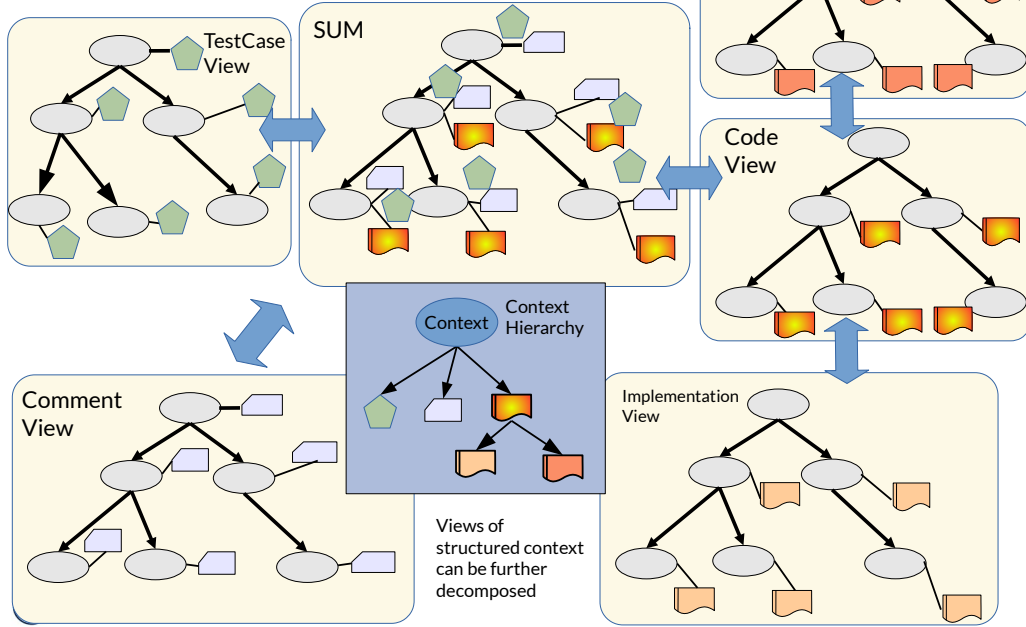 TestCase
View
SUM
Code
View
Context
Context
Hierarchy
Comment
View
Implementation
View
Views of
structured context
can be further
decomposed